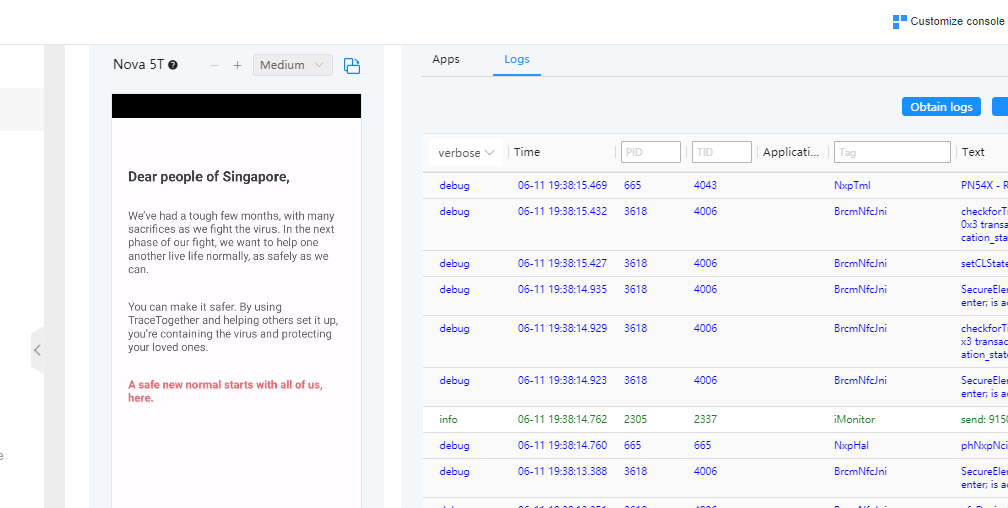 Customize console
Nova 5T
Medium
Dear people of Singapore,
We've had a tough few months, with many
sacrifices as we fight the virus. In the next
phase of our fight, we want to help one
another live life normally, as safely as we
can.
You can make it safer. By using
TraceTogether and helping others set it up,
you're containing the virus and protecting
your loved ones.
A safe new normal starts with all of us,
here.
Apps Logs
Obtain logs
verbose Time PID TID Applicati... Tag Text
debug 06-11 19:38:15.469 665 4043 NxpTml PN54X - R
debug 06-11 19:38:15.432 3618 4006 BrcmNfcJni checkforTr
0x3 transa
cation_sta
debug 06-11 19:38:15.427 3618 4006 BrcmNfcJni setCLState
debug 06-11 19:38:14.935 3618 4006 BrcmNfcJni SecureEle
enter; is a
debug 06-11 19:38:14.929 3618 4006 BrcmNfcJni checkforTr
x3 transac
ation_stat
debug 06-11 19:38:14.923 3618 4006 BrcmNfcJni SecureEle
enter; is a
info 06-11 19:38:14.762 2305 2337 iMonitor send: 9150
debug 06-11 19:38:14.760 665 665 NxpHal phNxpNci
debug 06-11 19:38:13.388 3618 4006 BrcmNfcJni SecureEle
enter; is a